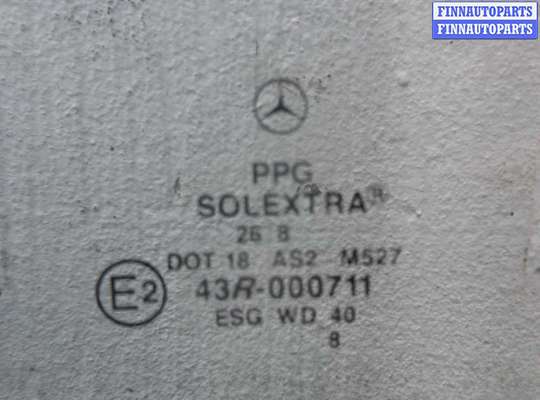 FINNAUTOPARTS
FINNAUTOPARTS
PPG
SOLEXTRA®
26 8
DOT 18 AS2 M527
E2 43R-000711
ESG WD 40
8